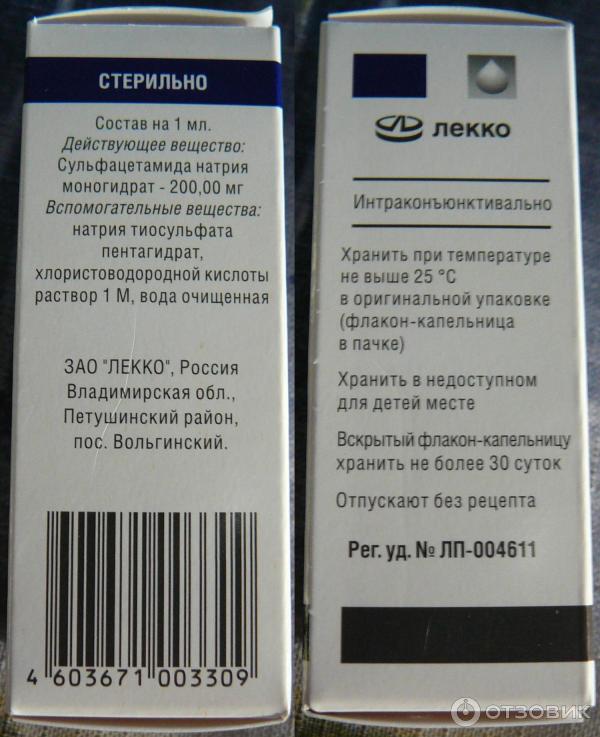 СТЕРИЛЬНО
Состав на 1 мл.
Действующее вещество:
Сульфацетамида натрия
моногидрат - 200,00 мг
Вспомогательные вещества:
натрия тиосульфата
пентагидрат,
хлористоводородной кислоты
раствор 1 М, вода очищенная
ЗАО "ЛЕККО", Россия
Владимирская обл.,
Петушинский район,
пос. Вольгинский.
4 603671 003309
лекко
Интраконъюнктивально
Хранить при температуре
не выше 25 °C
в оригинальной упаковке
(флакон-капельница
в пачке)
Хранить в недоступном
для детей месте
Вскрытый флакон-капельницу
хранить не более 30 суток
Отпускают без рецепта
Рег. уд. № ЛП-004611
ОТЗОВИК